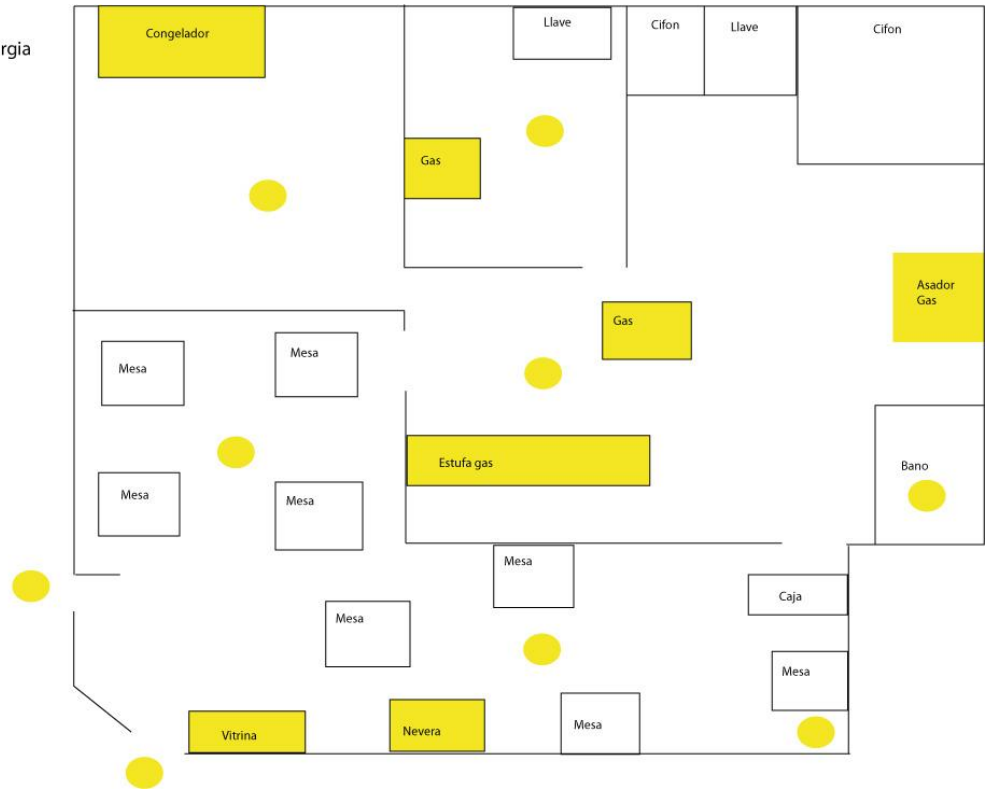 rgia
Congelador
Llave
Cifon
Llave
Cifon
Gas
Asador
Gas
Gas
Mesa
Mesa
Estufa gas
Bano
Mesa
Mesa
Mesa
Caja
Mesa
Mesa
Mesa
Vitrina
Nevera